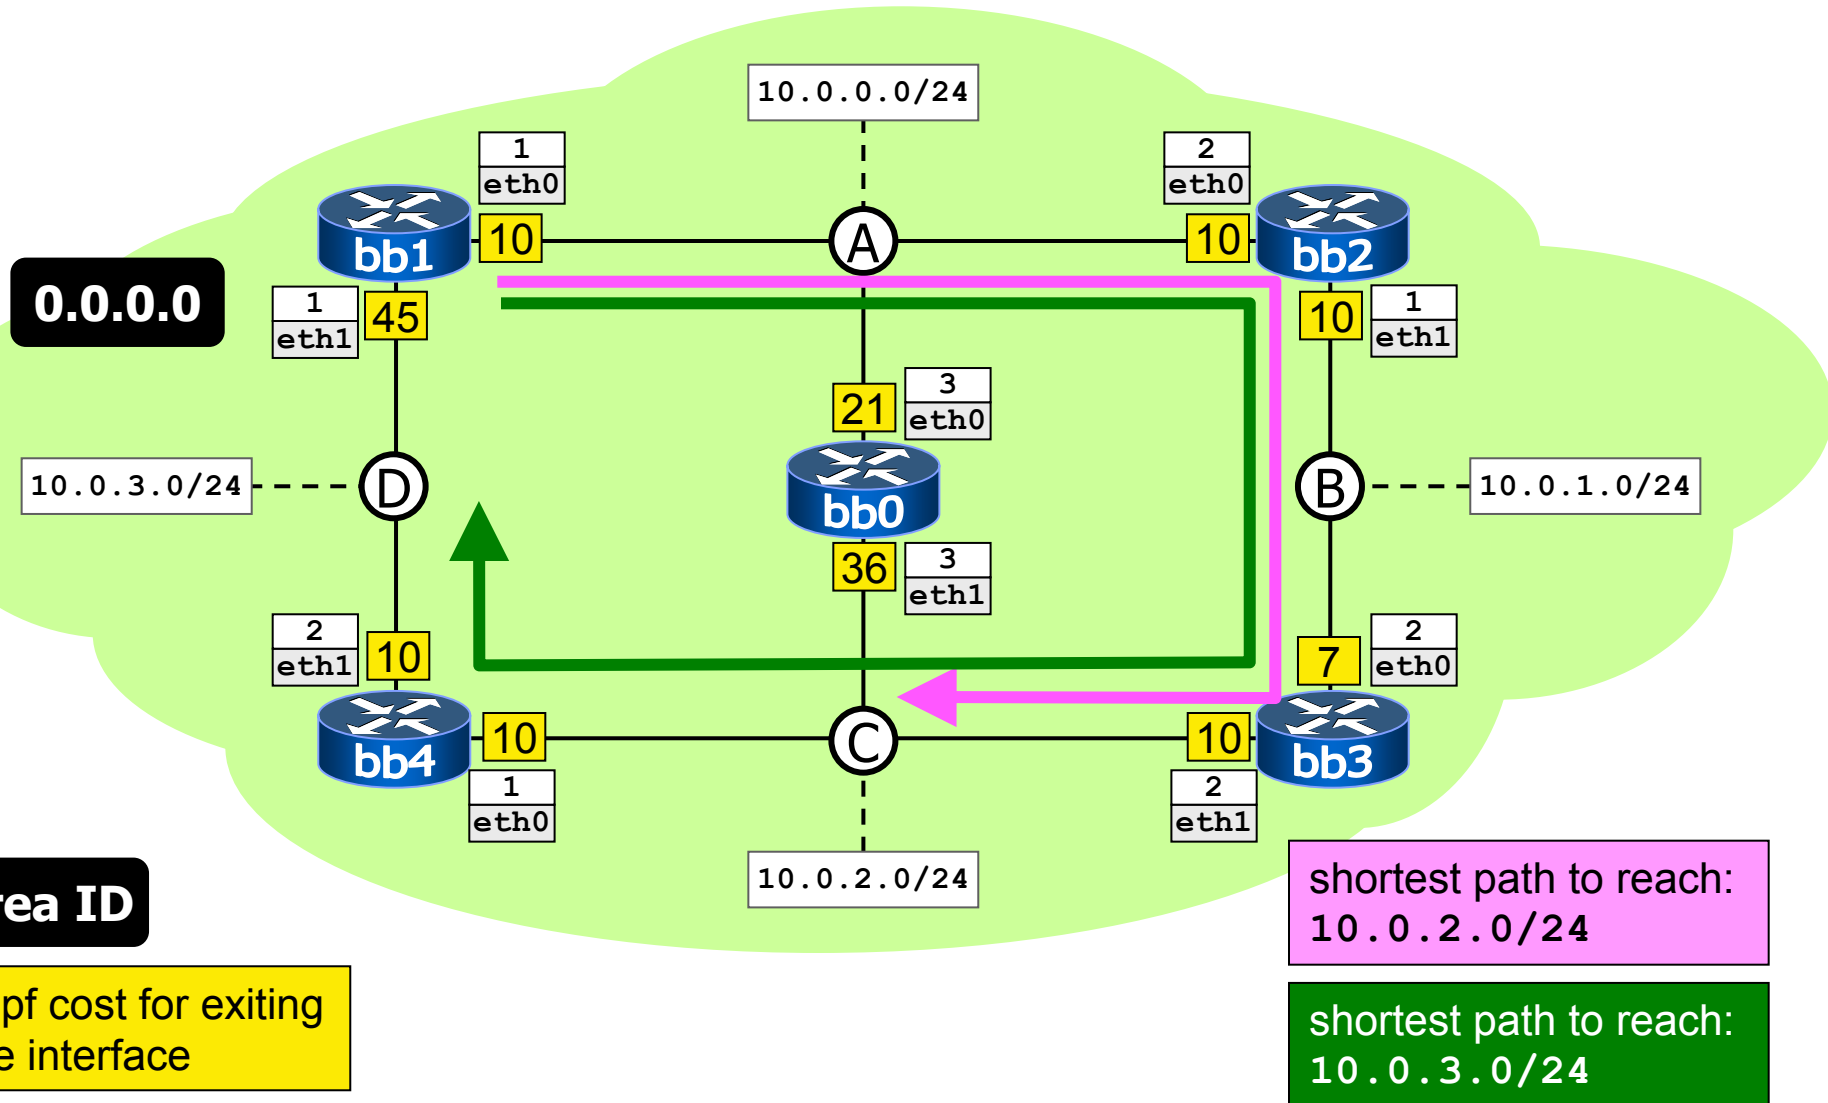 10.0.0.0/24
1
eth0
2
eth0
10
A
10
bb1
bb2
0.0.0.0
1
eth1
45
10
1
eth1
21
3
eth0
10.0.3.0/24
D
bb0
B
10.0.1.0/24
36
3
eth1
2
eth1
10
7
2
eth0
bb4
10
C
10
bb3
1
eth0
2
eth1
10.0.2.0/24
shortest path to reach:
10.0.2.0/24
ID
cost for exiting
interface
shortest path to reach:
10.0.3.0/24